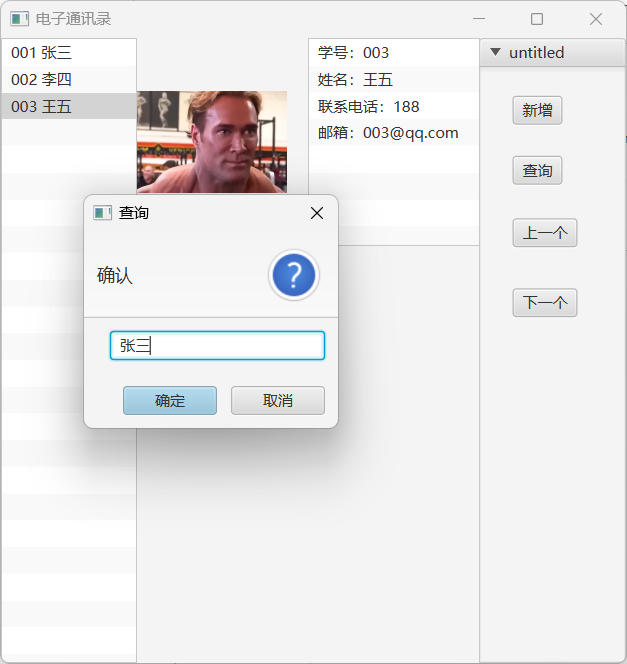 电子通讯录
001 张三
002 李四
003 王五
学号：003
姓名：王五
联系电话：188
邮箱：003@qq.com
untitled
新增
查询
上一个
下一个
查询
确认
?
张三
确定
取消